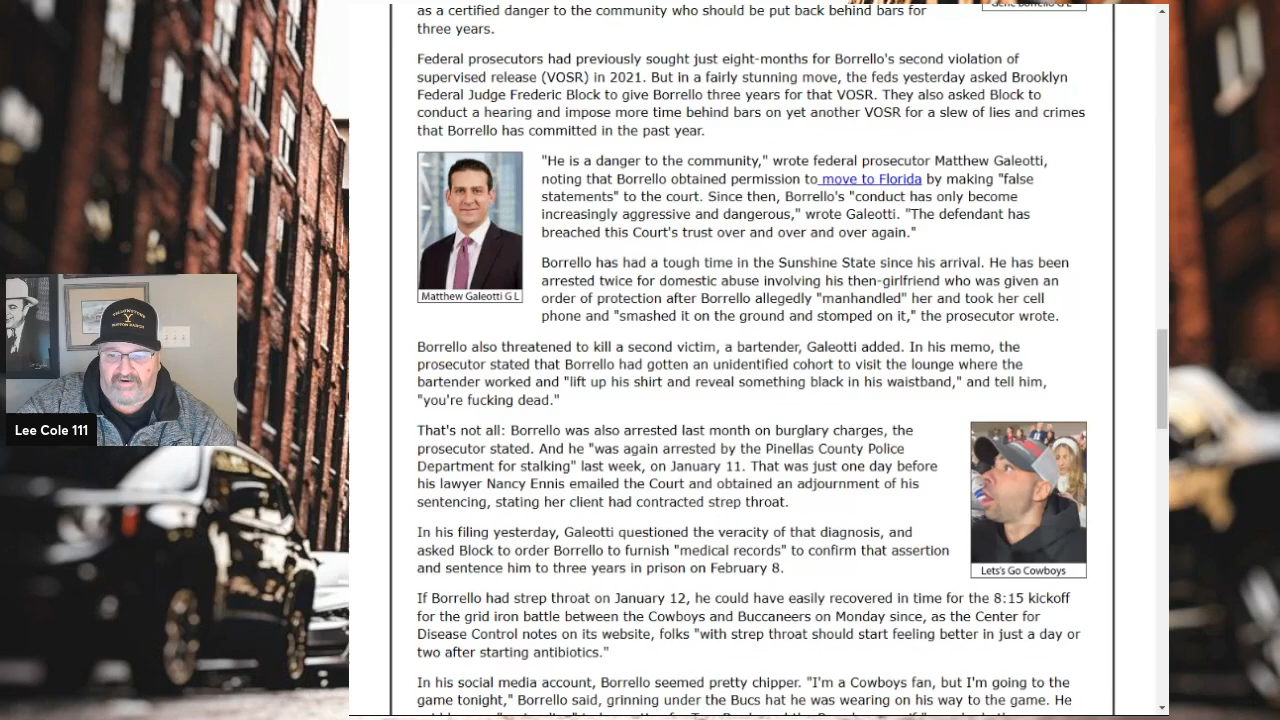 as a certified danger to the community who should be put back behind bars for
three years.
Gene Borrello G L
Federal prosecutors had previously sought just eight-months for Borrello's second violation of
supervised release (VOSR) in 2021. But in a fairly stunning move, the feds yesterday asked Brooklyn
Federal Judge Frederic Block to give Borrello three years for that VOSR. They also asked Block to
conduct a hearing and impose more time behind bars on yet another VOSR for a slew of lies and crimes
that Borrello has committed in the past year.
"He is a danger to the community," wrote federal prosecutor Matthew Galeotti,
noting that Borrello obtained permission to move to Florida by making "false
statements" to the court. Since then, Borrello's "conduct has only become
increasingly aggressive and dangerous," wrote Galeotti. "The defendant has
breached this Court's trust over and over and over again."
Matthew Galeotti G L
Borrello has had a tough time in the Sunshine State since his arrival. He has been
arrested twice for domestic abuse involving his then-girlfriend who was given an
order of protection after Borrello allegedly "manhandled" her and took her cell
phone and "smashed it on the ground and stomped on it," the prosecutor wrote.
Borrello also threatened to kill a second victim, a bartender, Galeotti added. In his memo, the
prosecutor stated that Borrello had gotten an unidentified cohort to visit the lounge where the
bartender worked and "lift up his shirt and reveal something black in his waistband," and tell him,
"you're fucking dead."
That's not all: Borrello was also arrested last month on burglary charges, the
prosecutor stated. And he "was again arrested by the Pinellas County Police
Department for stalking" last week, on January 11. That was just one day before
his lawyer Nancy Ennis emailed the Court and obtained an adjournment of his
sentencing, stating her client had contracted strep throat.
In his filing yesterday, Galeotti questioned the veracity of that diagnosis, and
asked Block to order Borrello to furnish "medical records" to confirm that assertion
and sentence him to three years in prison on February 8.
Lets's Go Cowboys
If Borrello had strep throat on January 12, he could have easily recovered in time for the 8:15 kickoff
for the grid iron battle between the Cowboys and Buccaneers on Monday since, as the Center for
Disease Control notes on its website, folks "with strep throat should start feeling better in just a day or
two after starting antibiotics."
In his social media account, Borrello seemed pretty chipper. "I'm a Cowboys fan, but I'm going to the
game tonight," Borrello said, grinning under the Bucs hat he was wearing on his way to the game. He
YELLOWSTONE
DUTTON RANCH
Lee Cole 111